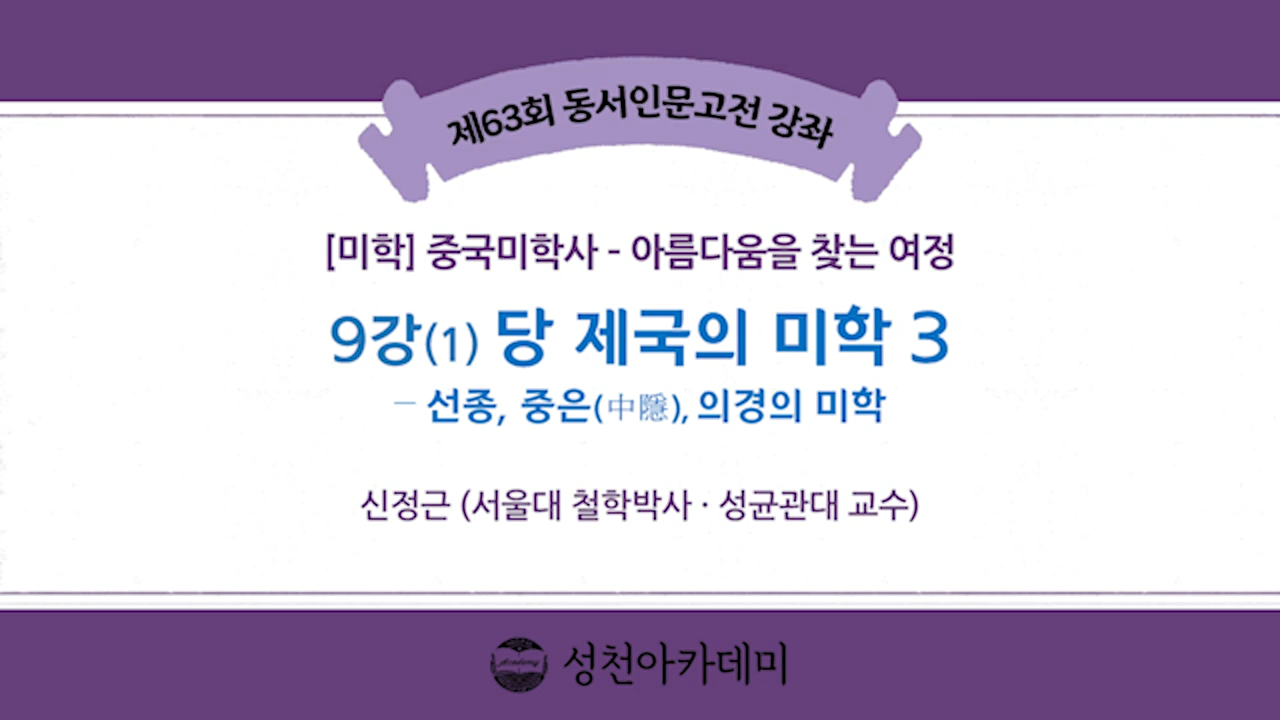 제63회 동서인문고전 강좌
[미학] 중국미학사 - 아름다움을 찾는 여정
9강(1) 당 제국의 미학 3
- 선종, 중은(中隱), 의경의 미학
신정근 (서울대 철학박사 · 성균관대 교수)
Academy
성천아카데미